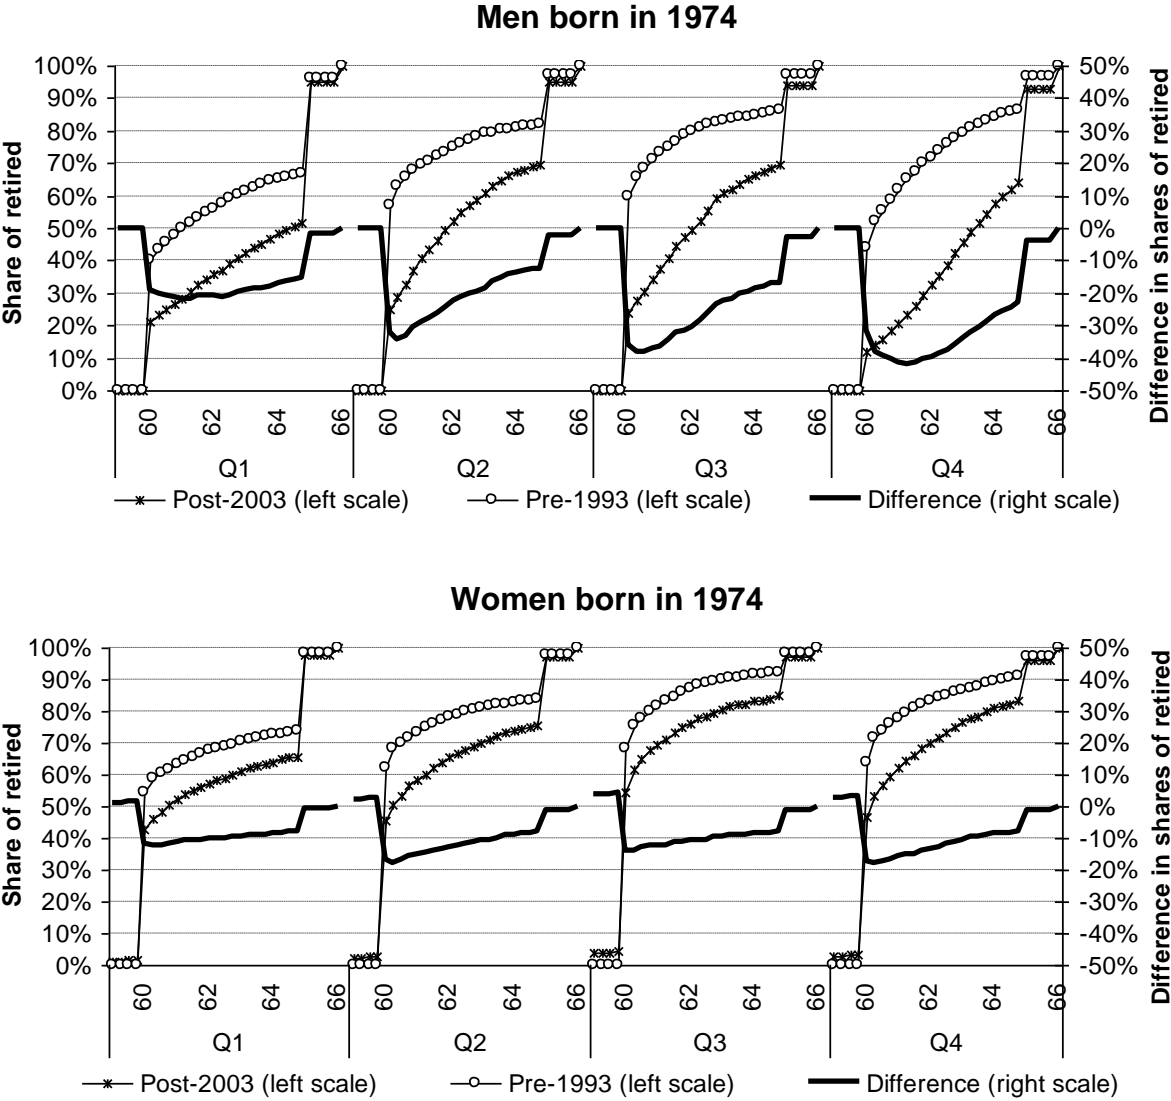 Men born in 1974
Share of retired
Difference in shares of retired
100% 50%
90% 40%
80% 30%
70% 20%
60% 10%
50% 0%
40% -10%
30% -20%
20% -30%
10% -40%
0% -50%
60 62 64 66 60 62 64 66 60 62 64 66 60 62 64 66
Q1 Q2 Q3 Q4
Post-2003 (left scale) Pre-1993 (left scale) Difference (right scale)
Women born in 1974
Share of retired
Difference in shares of retired
100% 50%
90% 40%
80% 30%
70% 20%
60% 10%
50% 0%
40% -10%
30% -20%
20% -30%
10% -40%
0% -50%
60 62 64 66 60 62 64 66 60 62 64 66 60 62 64 66
Q1 Q2 Q3 Q4
Post-2003 (left scale) Pre-1993 (left scale) Difference (right scale)